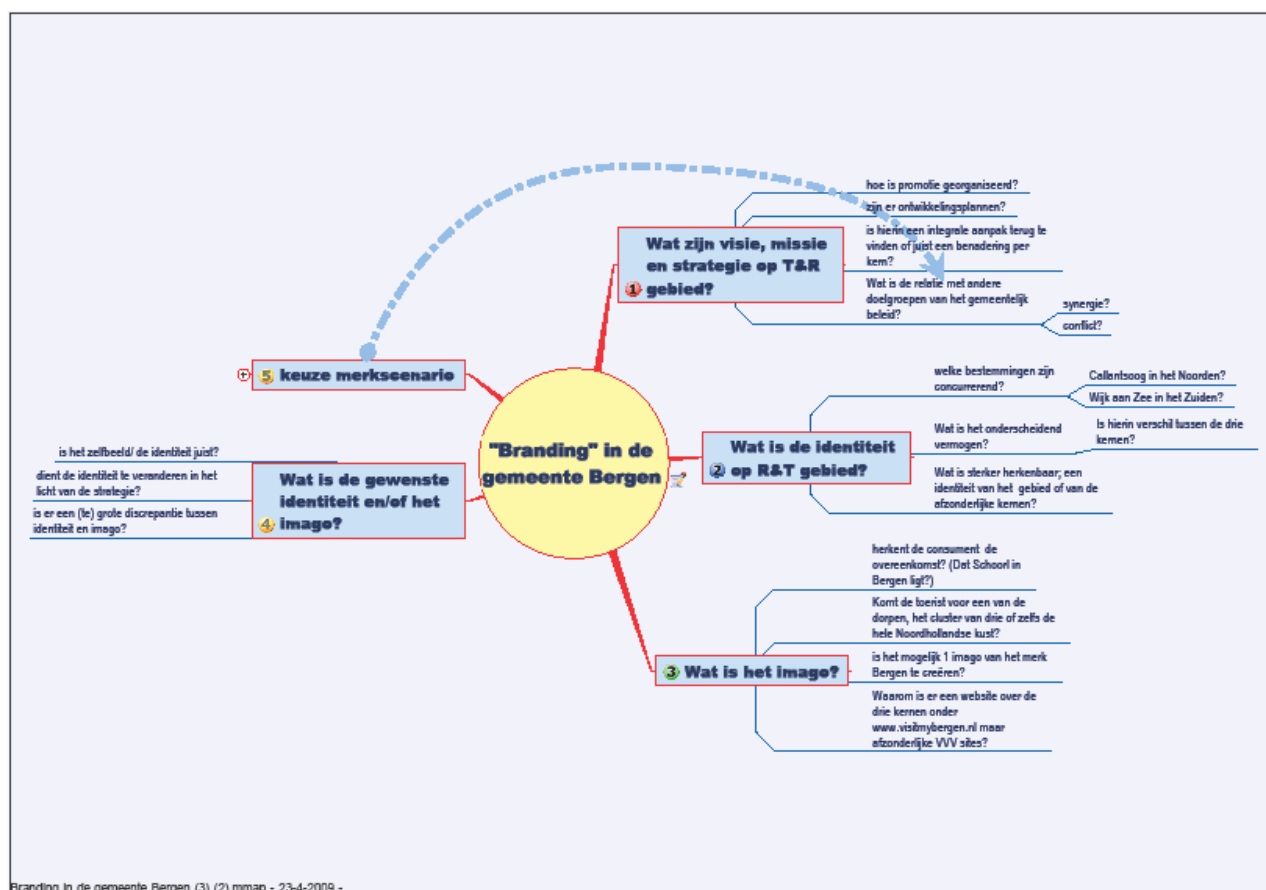 "Branding" in de
gemeente Bergen
1
Wat zijn visie, missie
en strategie op T&R
gebied?
hoe is promotie georganiseerd?
zijn er ontwikkelingsplannen?
is hierin een integrale aanpak terug te
vinden of juist een benadering per
kern?
Wat is de relatie met andere
doelgroepen van het gemeentelijk
beleid?
synergie?
conflict?
2
Wat is de identiteit
op R&T gebied?
welke bestemmingen zijn
concurrerend?
Callantsoog in het Noorden?
Wijk aan Zee in het Zuiden?
Wat is het onderscheidend
vermogen?
Is hierin verschil tussen de drie
kernen?
Wat is sterker herkenbaar; een
identiteit van het gebied of van de
afzonderlijke kernen?
3 Wat is het imago?
herkent de consument de
overeenkomst? (Dat Schoorl in
Bergen ligt?)
Komt de toerist voor een van de
dorpen, het cluster van drie of zelfs de
hele Noordhollandse kust?
is het mogelijk 1 imago van het merk
Bergen te creëren?
Waarom is er een website over de
drie kernen onder
www.visitmybergen.nl maar
afzonderlijke VVV sites?
4
Wat is de gewenste
identiteit en/of het
imago?
is het zelfbeeld/ de identiteit juist?
dient de identiteit te veranderen in het
licht van de strategie?
is er een (te) grote discrepantie tussen
identiteit en imago?
5 keuze merkscenario
Branding in de gemeente Bergen (3) (2).mmap - 23-4-2009 -